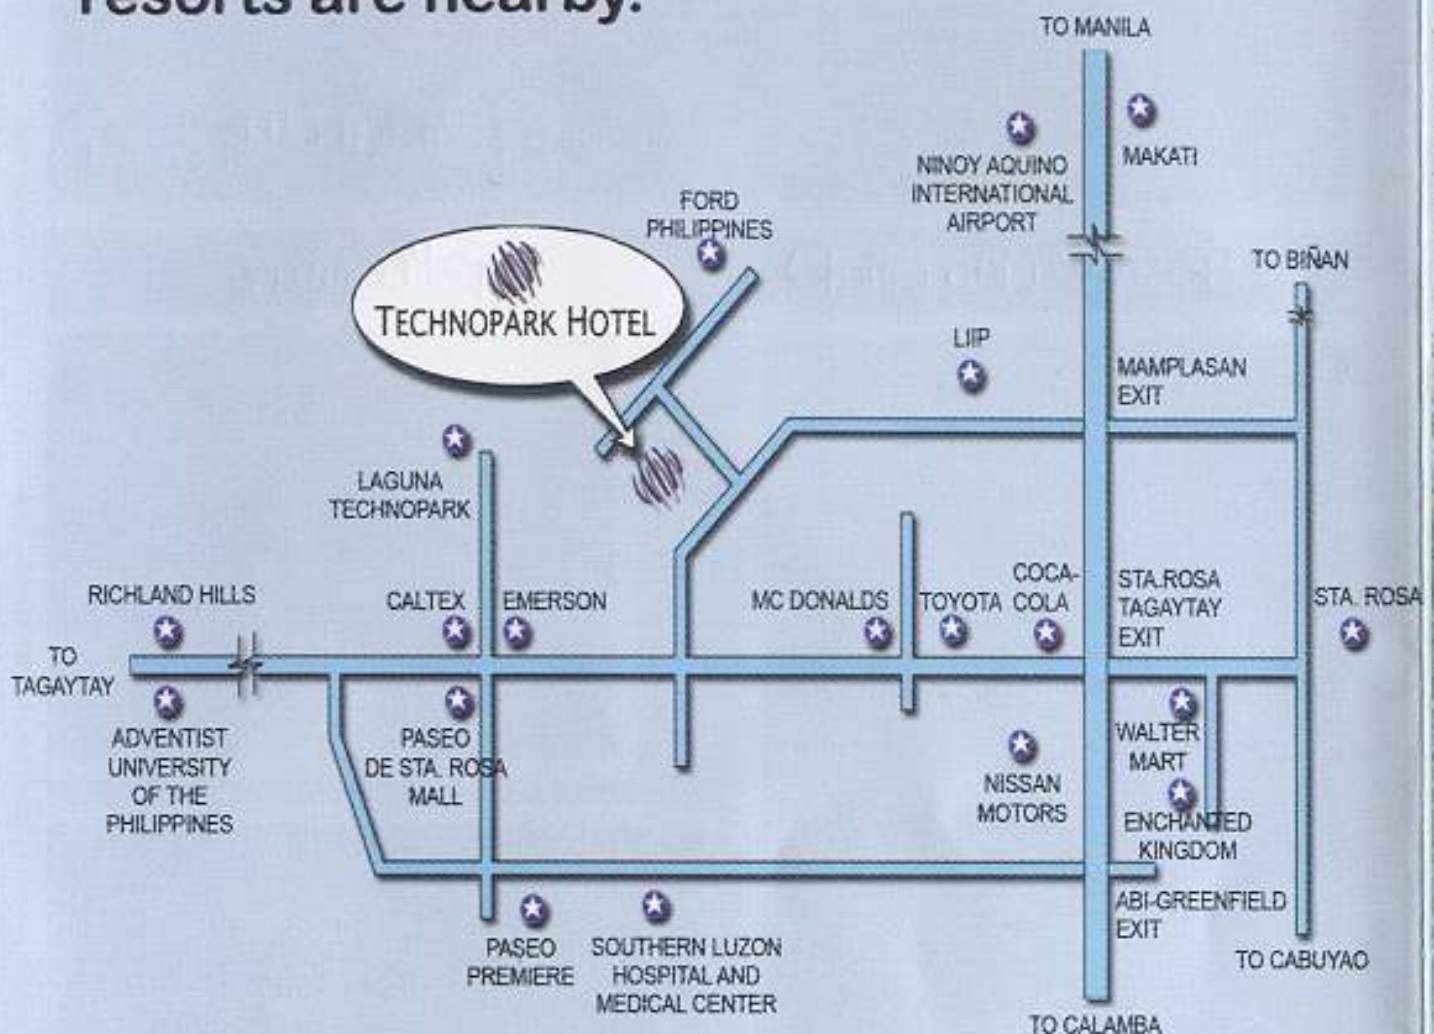 resorts are nearby.
TO MANILA
MAKATI
NINOY AQUINO
INTERNATIONAL
AIRPORT
FORD
PHILIPPINES
TO BIÑAN
TECHNOPARK HOTEL
LIIP
MAMPLASAN
EXIT
LAGUNA
TECHNOPARK
RICHLAND HILLS
CALTEX
EMERSON
MC DONALDS
TOYOTA
COCA-
COLA
STA.ROSA
TAGAYTAY
EXIT
STA. ROSA
TO
TAGAYTAY
ADVENTIST
UNIVERSITY
OF THE
PHILIPPINES
PASEO
DE STA. ROSA
MALL
NISSAN
MOTORS
WALTER
MART
ENCHANTED
KINGDOM
ABI-GREENFIELD
EXIT
PASEO
PREMIERE
SOUTHERN LUZON
HOSPITAL AND
MEDICAL CENTER
TO CABUYAO
TO CALAMBA